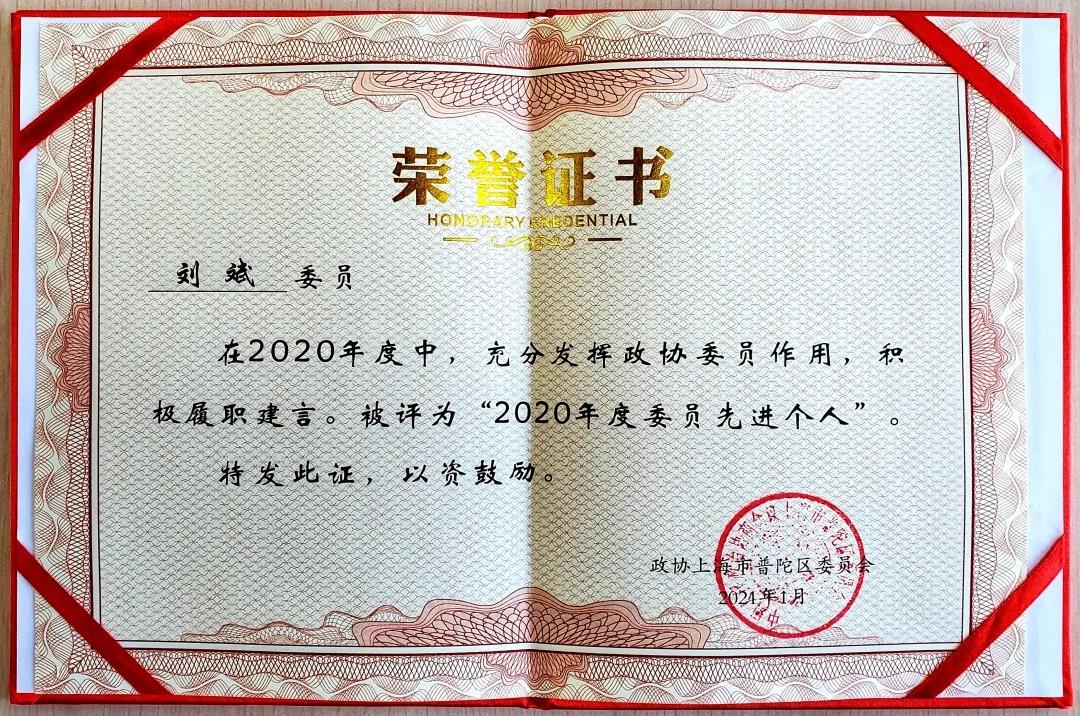 荣誉证书
HONORARY CREDENTIAL
刘斌 委员
在2020年度中，充分发挥政协委员作用，积
极履职建言。被评为“2020年度委员先进个人”。
特发此证，以资鼓励。
政协上海市普陀区委员会
2021年1月